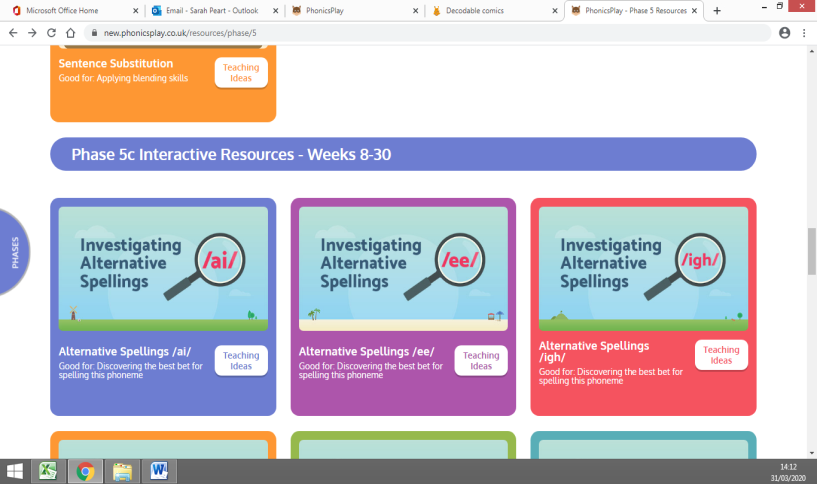 Microsoft Office Home
Email - Sarah Peart - Outlook
PhonicsPlay
Decodable comics
PhonicsPlay - Phase 5 Resources
new.phonicsplay.co.uk/resources/phase/5
Sentence Substitution
Good for: Applying blending skills
Teaching
Ideas
Phase 5c Interactive Resources - Weeks 8-30
PHASES
Investigating
Alternative
Spellings
/ai/
Alternative Spellings /ai/
Good for: Discovering the best bet for
spelling this phoneme
Teaching
Ideas
Investigating
Alternative
Spellings
/ee/
Alternative Spellings /ee/
Good for: Discovering the best bet for
spelling this phoneme
Teaching
Ideas
Investigating
Alternative
Spellings
/igh/
Alternative Spellings
/igh/
Good for: Discovering the best bet for
spelling this phoneme
Teaching
Ideas
14:12
31/03/2020